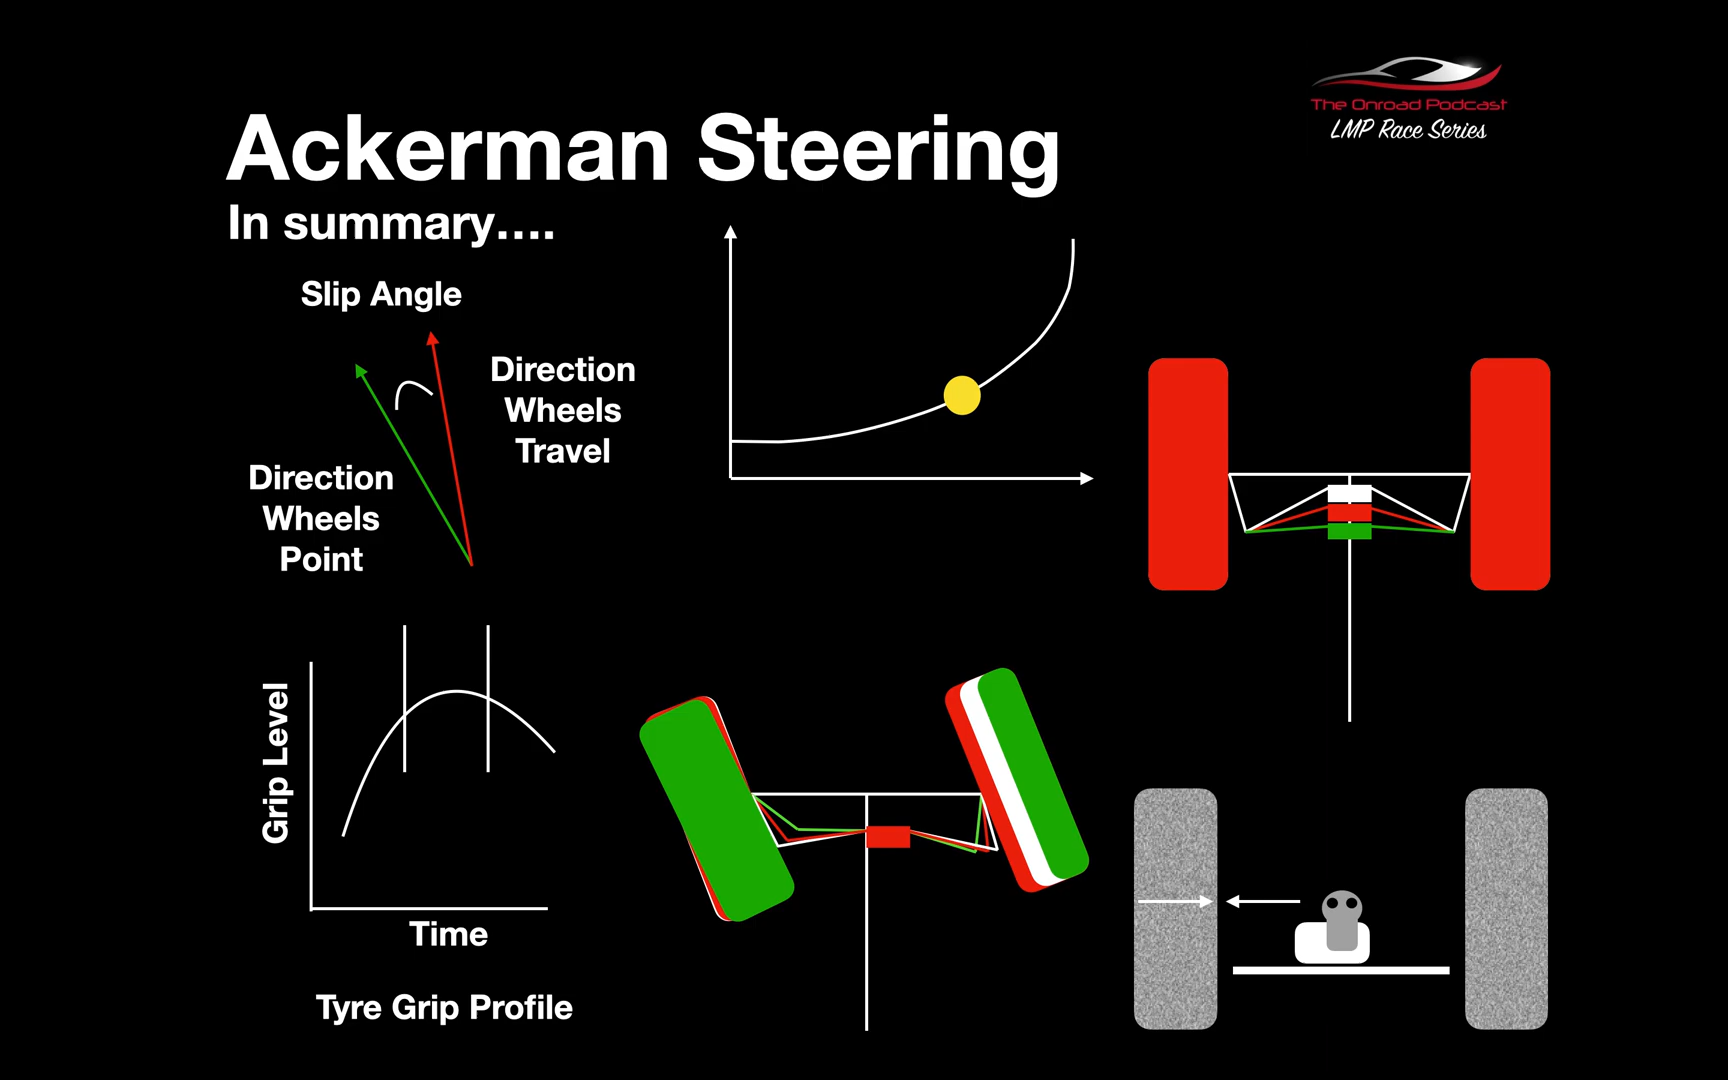 The Onroad Podcast
LMP Race Series
Ackerman Steering
In summary....
Slip Angle
Direction
Wheels
Travel
Direction
Wheels
Point
Grip Level
Time
Tyre Grip Profile